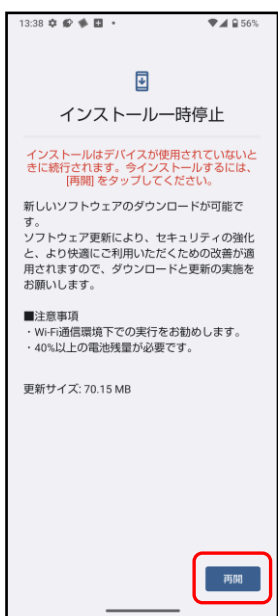 13:38
56%
インストール一時停止
インストールはデバイスが使用されていないと
きに続行されます。今インストールするには、
[再開] をタップしてください。
新しいソフトウェアのダウンロードが可能で
す。
ソフトウェア更新により、セキュリティの強化
と、より快適にご利用いただくための改善が適
用されますので、ダウンロードと更新の実施を
お願いします。
■注意事項
・Wi-Fi通信環境下での実行をお勧めします。
・40%以上の電池残量が必要です。
更新サイズ: 70.15 MB
再開